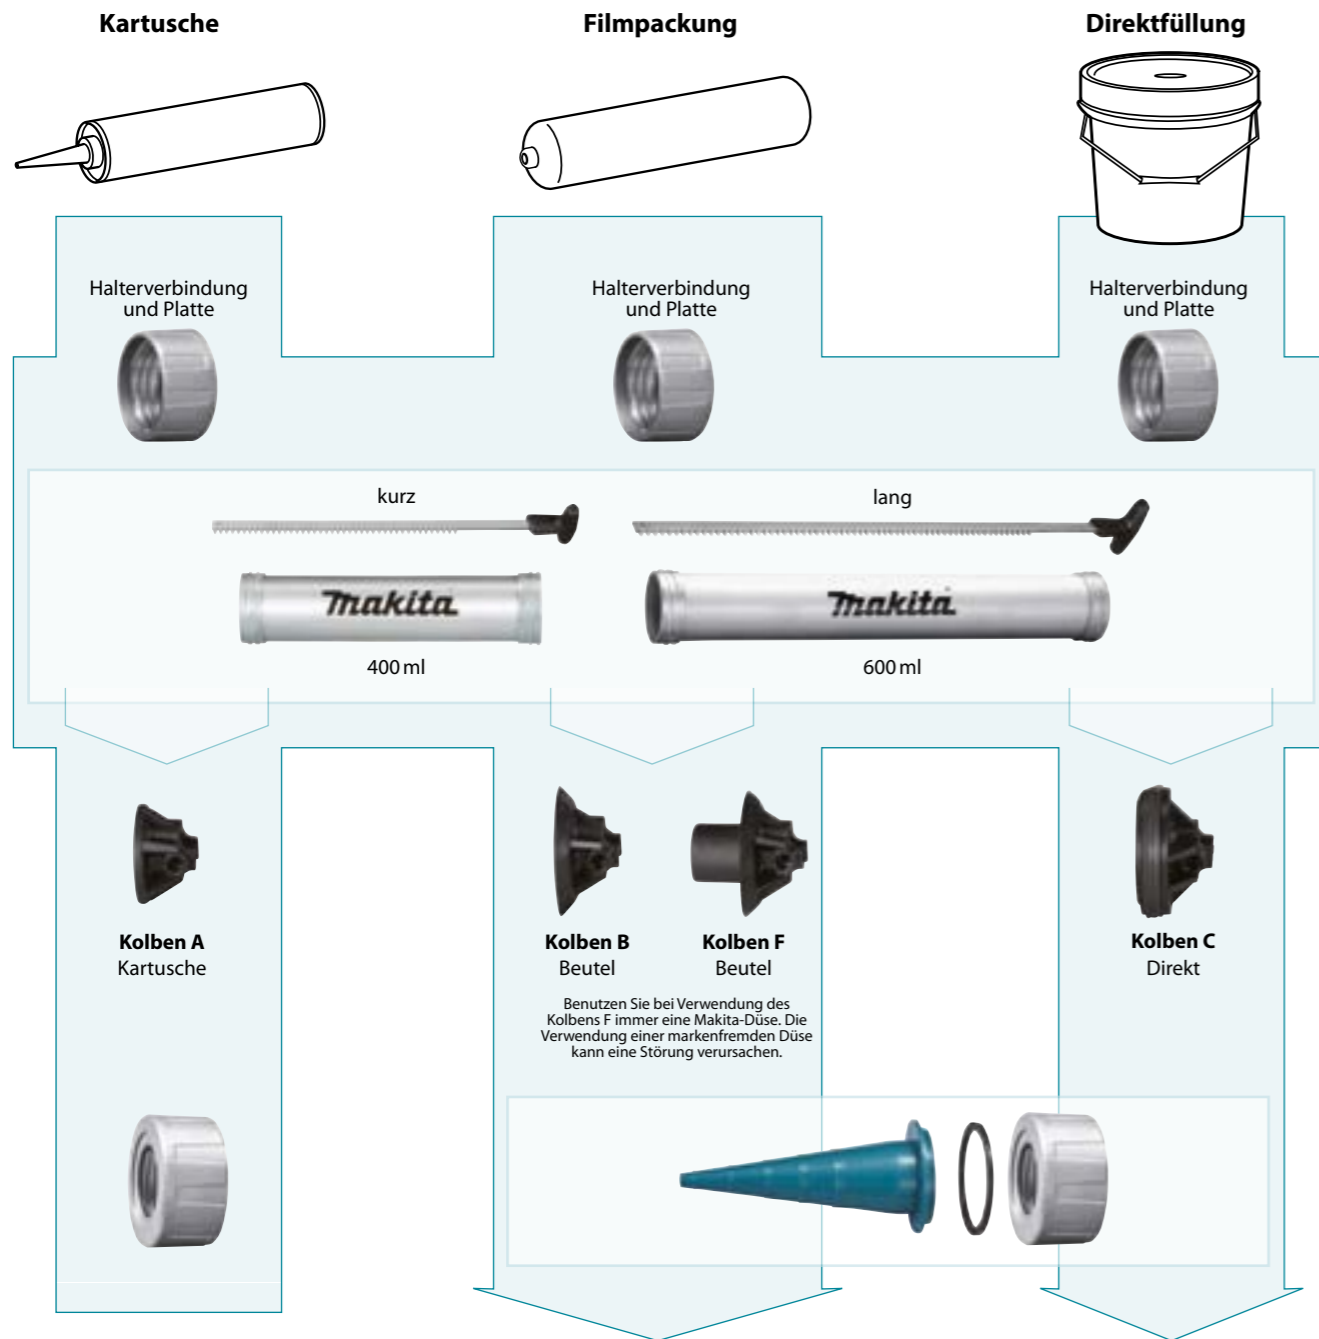 Kartusche
Filmpackung
Direktfüllung
Halterverbindung
und Platte
Halterverbindung
und Platte
Halterverbindung
und Platte
kurz
lang
makita
makita
400 ml
600 ml
Kolben A
Kartusche
Kolben B
Beutel
Kolben F
Beutel
Kolben C
Direkt
Benutzen Sie bei Verwendung des
Kolbens F immer eine Makita-Düse. Die
Verwendung einer markenfremden Düse
kann eine Störung verursachen.